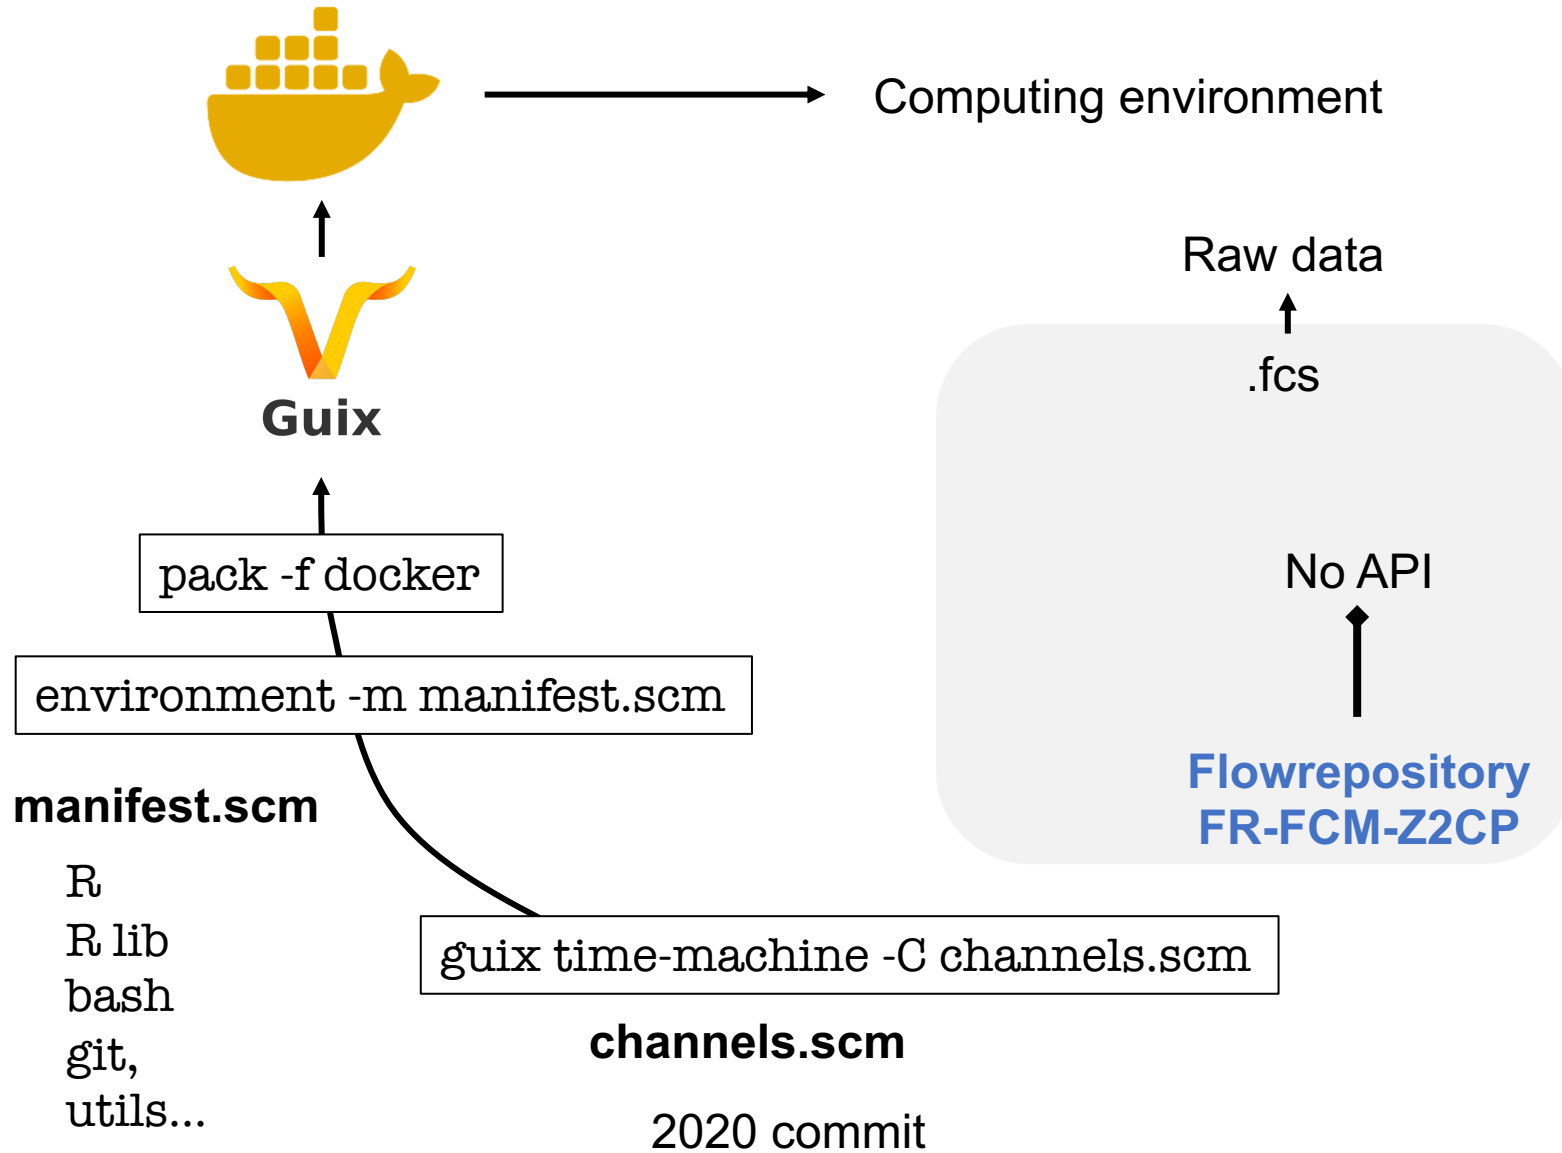 Computing environment
Raw data
.fcs
Guix
No API
pack -f docker
environment -m manifest.scm
Flowrepository
FR-FCM-Z2CP
manifest.scm
R
R lib
bash
git,
utils...
guix time-machine -C channels.scm
channels.scm
2020 commit